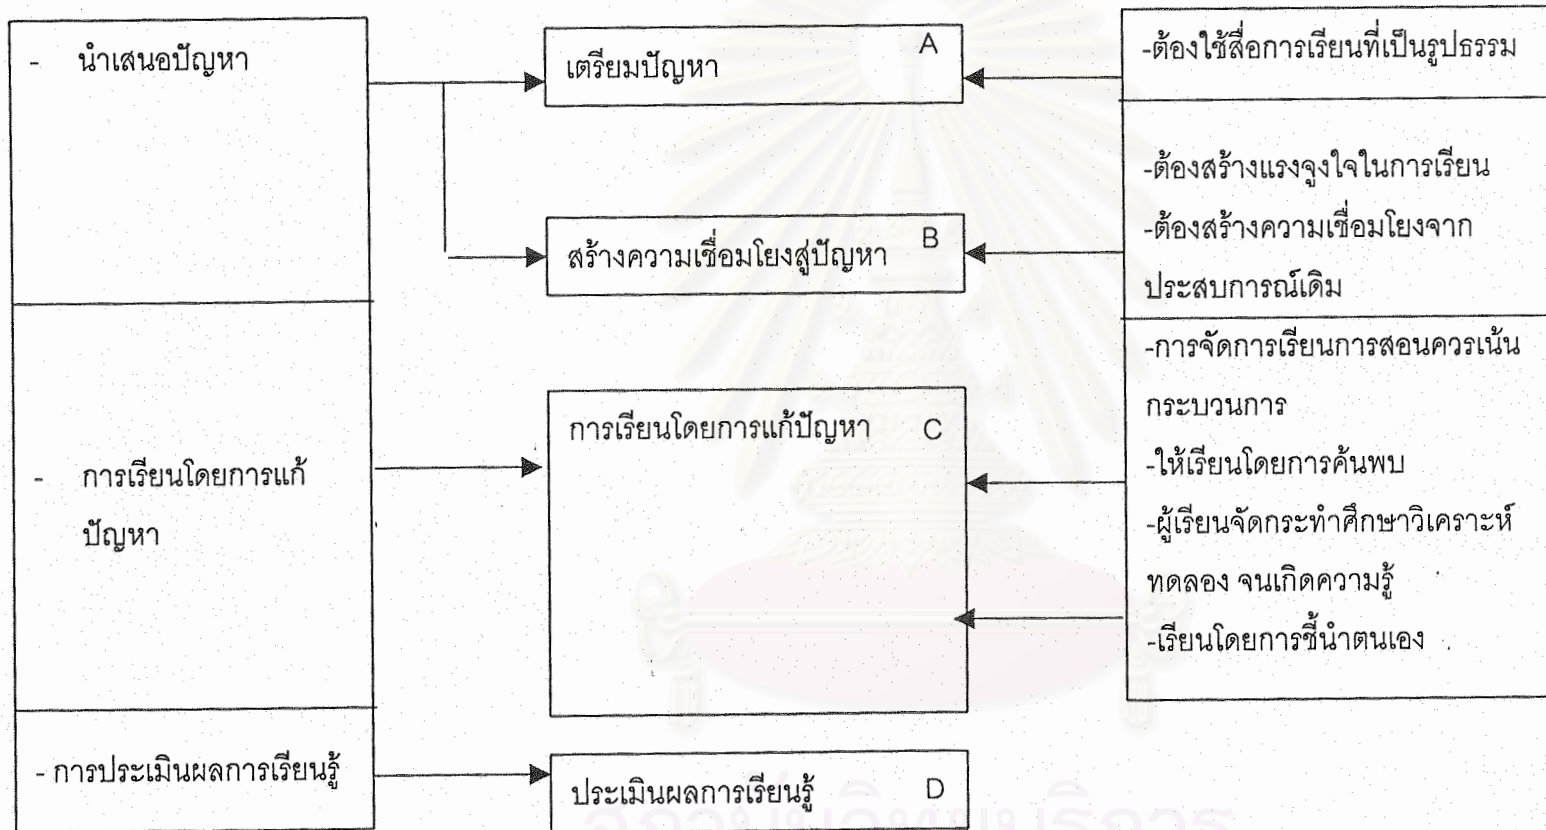 - นำเสนอปัญหา
- การเรียนโดยการแก้
ปัญหา
- การประเมินผลการเรียนรู้
เตรียมปัญหา A
สร้างความเชื่อมโยงสู่ปัญหา B
การเรียนโดยการแก้ปัญหา C
ประเมินผลการเรียนรู้ D
-ต้องใช้สื่อการเรียนที่เป็นรูปธรรม
-ต้องสร้างแรงจูงใจในการเรียน
-ต้องสร้างความเชื่อมโยงจาก
ประสบการณ์เดิม
-การจัดการเรียนการสอนควรเน้น
กระบวนการ
-ให้เรียนโดยการค้นพบ
-ผู้เรียนจัดกระทำศึกษาวิเคราะห์
ทดลอง จนเกิดความรู้
-เรียนโดยการชี้นำตนเอง